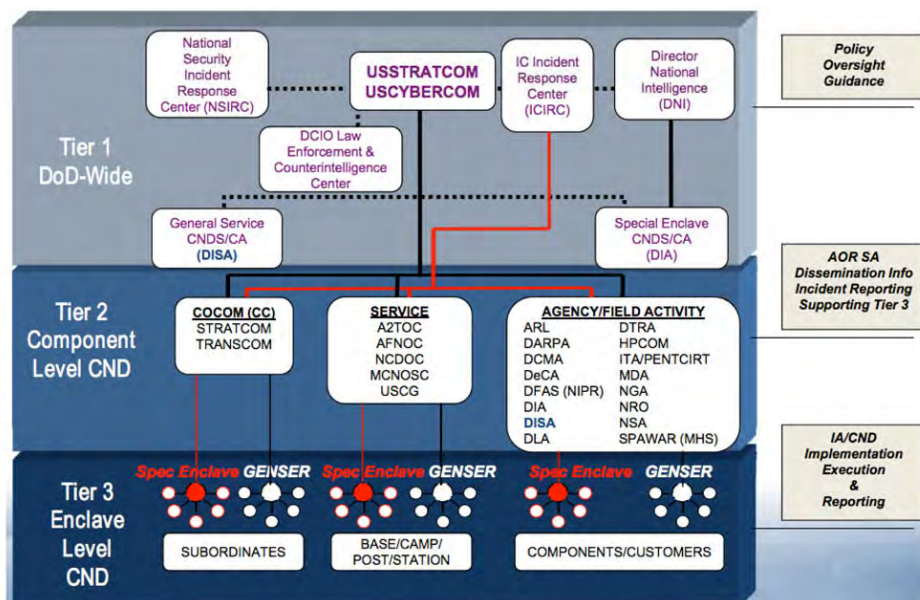 National
Security
Incident
Response
Center (NSIRC)
USSTRATCOM
USCYBERCOM
IC Incident
Response
Center
(ICIRC)
Director
National
Intelligence
(DNI)
Policy
Oversight
Guidance
Tier 1
DoD-Wide
DCIO Law
Enforcement &
Counterintelligence
Center
General Service
CNDS/CA
(DISA)
Special Enclave
CNDS/CA
(DIA)
AOR SA
Dissemination Info
Incident Reporting
Supporting Tier 3
Tier 2
Component
Level CND
COCOM (CC)
STRATCOM
TRANSCOM
SERVICE
A2TOC
AFNOC
NCDOC
MCNOSC
USCG
AGENCY/FIELD ACTIVITY
ARL
DARPA
DCMA
DeCA
DFAS (NIPR)
DIA
DISA
DLA
DTRA
HPCOM
ITA/PENTCIRT
MDA
NGA
NRO
NSA
SPAWAR (MHS)
IA/CND
Implementation
Execution
&
Reporting
Tier 3
Enclave
Level
CND
Spec Enclave GENSER
SUBORDINATES
Spec Enclave GENSER
BASE/CAMP/
POST/STATION
Spec Enclave GENSER
COMPONENTS/CUSTOMERS